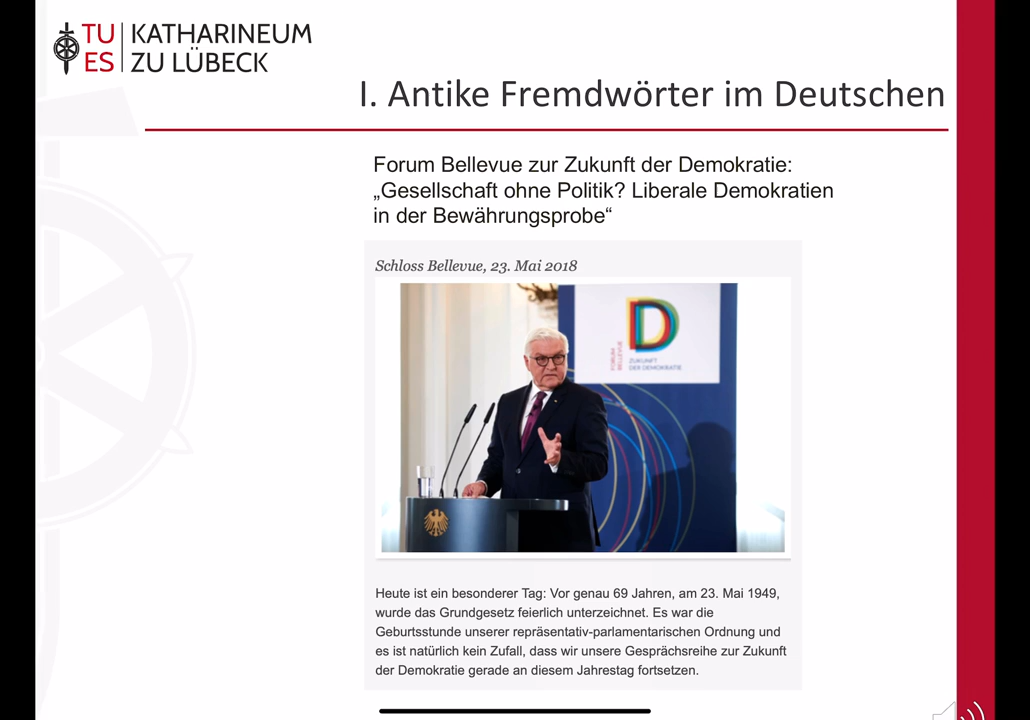 TU
ES
KATHARINEUM
ZU LÜBECK
I. Antike Fremdwörter im Deutschen
Forum Bellevue zur Zukunft der Demokratie:
„Gesellschaft ohne Politik? Liberale Demokratien
in der Bewährungsprobe“
Schloss Bellevue, 23. Mai 2018
D
FORUM
BELLEVUE
ZUKUNFT
DER DEMOKRATIE
Heute ist ein besonderer Tag: Vor genau 69 Jahren, am 23. Mai 1949,
wurde das Grundgesetz feierlich unterzeichnet. Es war die
Geburtsstunde unserer repräsentativ-parlamentarischen Ordnung und
es ist natürlich kein Zufall, dass wir unsere Gesprächsreihe zur Zukunft
der Demokratie gerade an diesem Jahrestag fortsetzen.